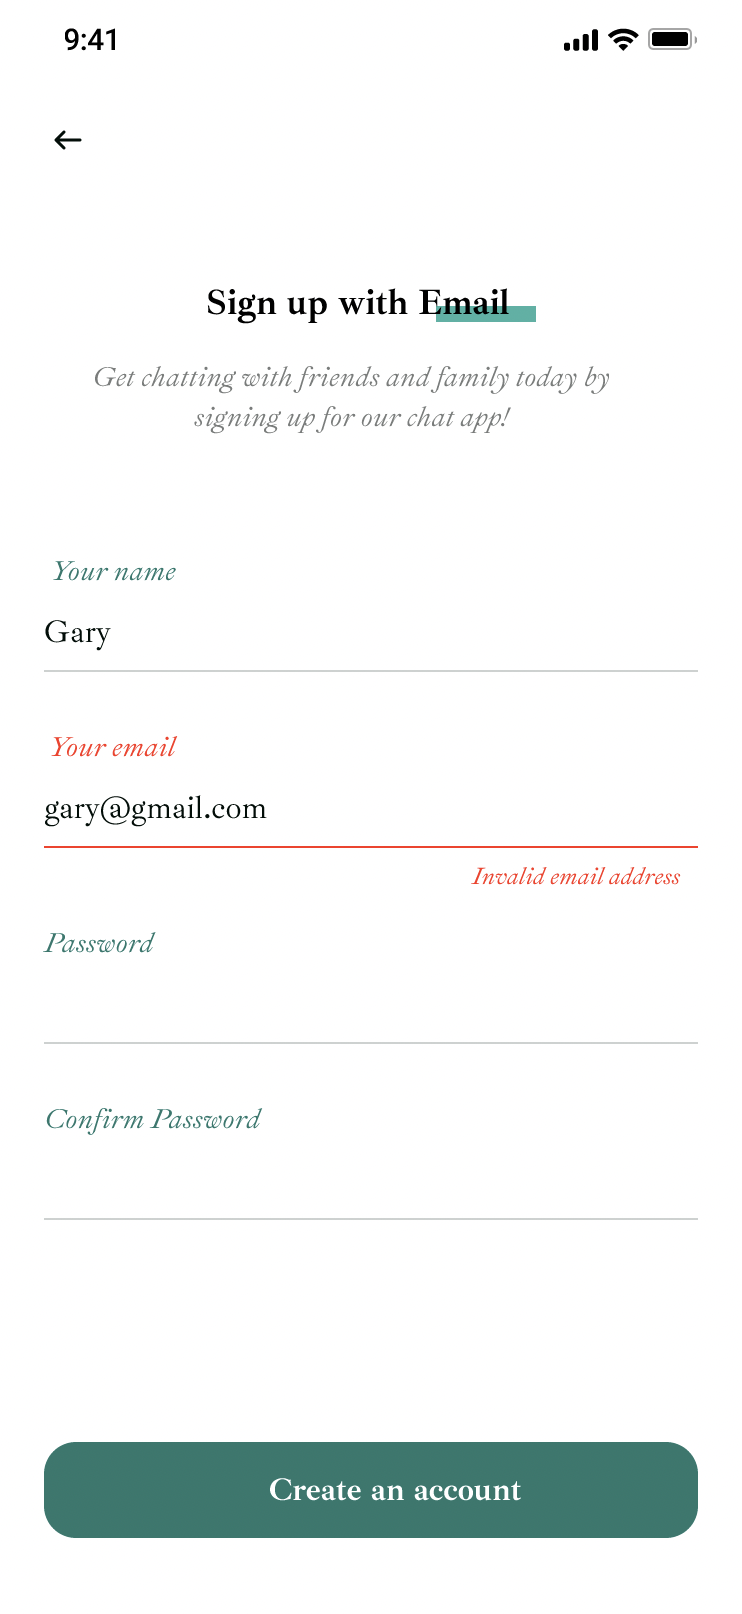 9:41
Sign up with Email
Get chatting with friends and family today by
signing up for our chat app!
Your name
Gary
Your email
gary@gmail.com
Invalid email address
Password
Confirm Password
Create an account